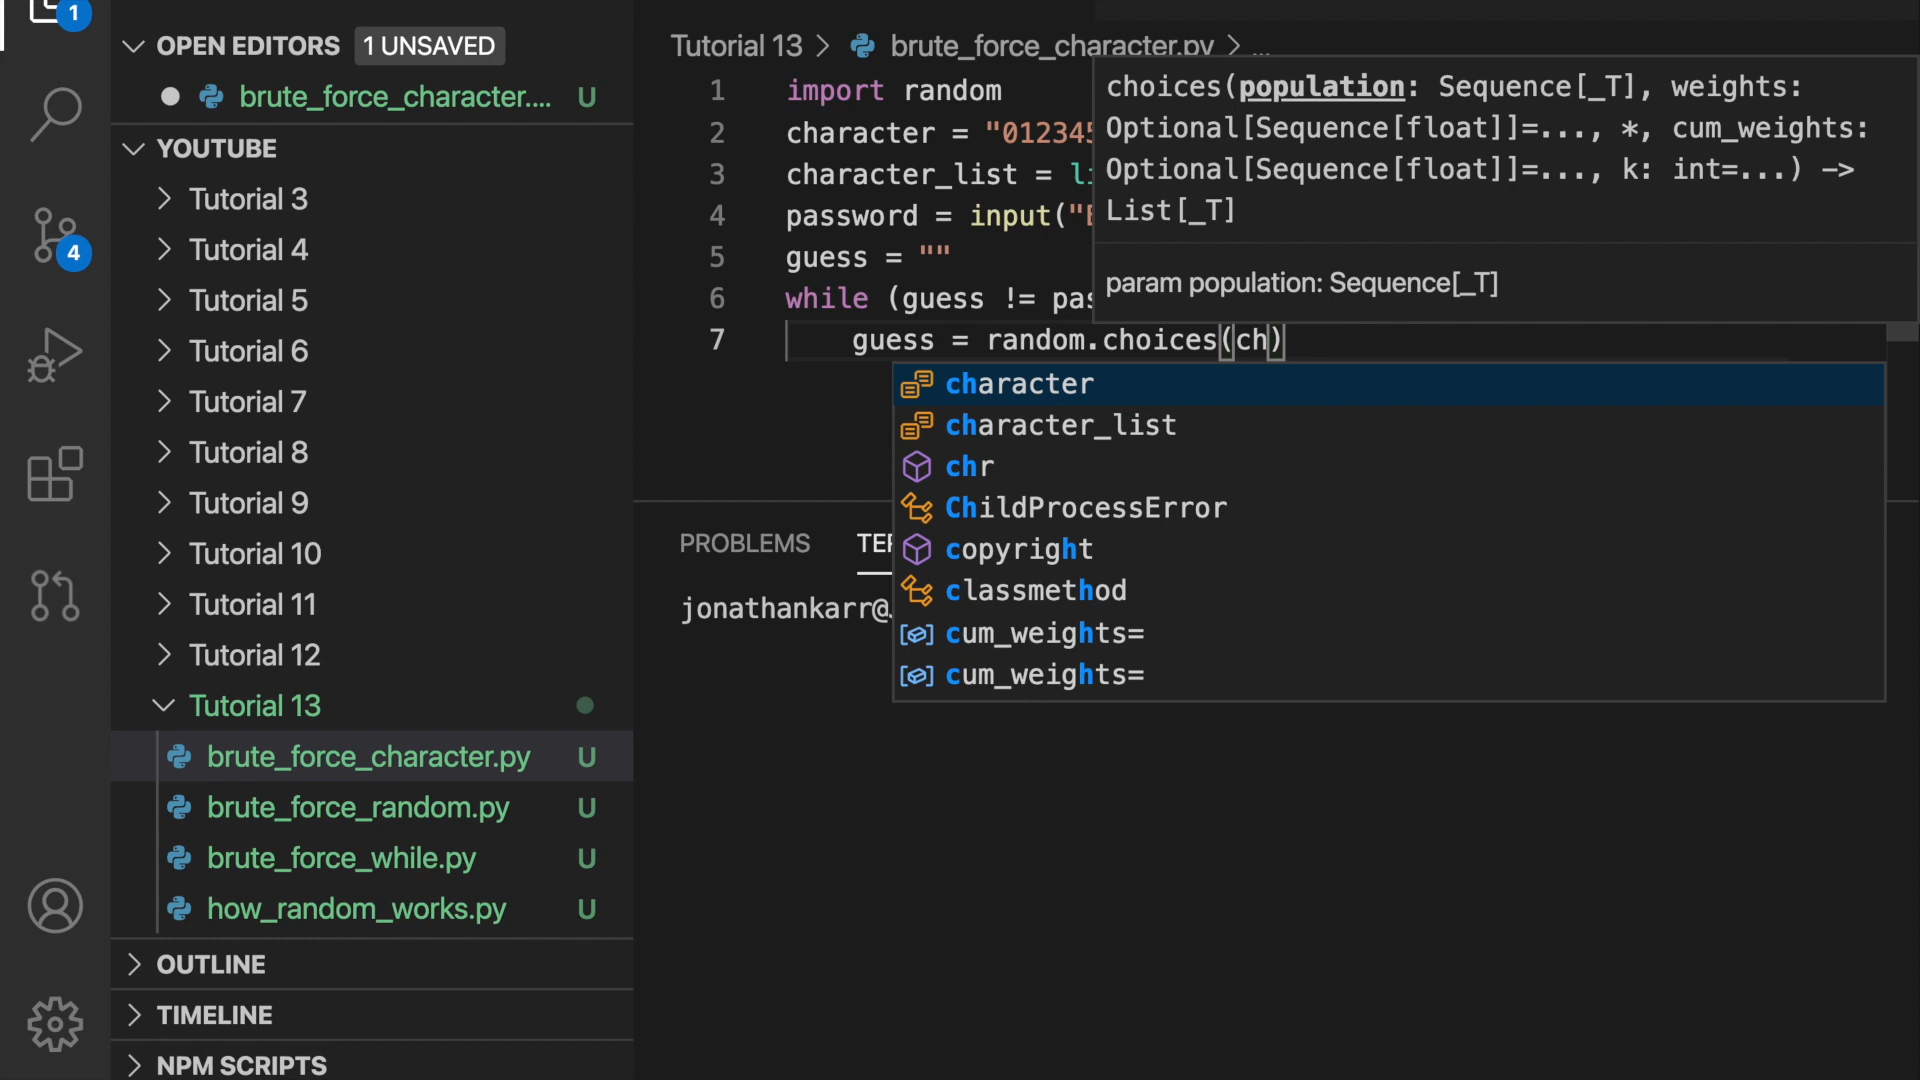 1
OPEN EDITORS 1 UNSAVED
brute_force_character.... U
YOUTUBE
Tutorial 3
Tutorial 4
4
Tutorial 5
Tutorial 6
Tutorial 7
Tutorial 8
Tutorial 9
Tutorial 10
Tutorial 11
Tutorial 12
Tutorial 13
brute_force_character.py U
brute_force_random.py U
brute_force_while.py U
how_random_works.py U
OUTLINE
TIMELINE
NPM SCRIPTS
Tutorial 13 > brute_force_character.py > ...
1 import random
2 character = "012345
3 character_list = li
4 password = input("E
5 guess = ""
6 while (guess != pas
7 guess = random.choices(ch)
choices(population: Sequence[_T], weights:
Optional[Sequence[float]]=..., *, cum_weights:
Optional[Sequence[float]]=..., k: int=...) ->
List[_T]
param population: Sequence[_T]
character
character_list
chr
ChildProcessError
copyright
classmethod
cum_weights=
cum_weights=
PROBLEMS TER
jonathankarr@